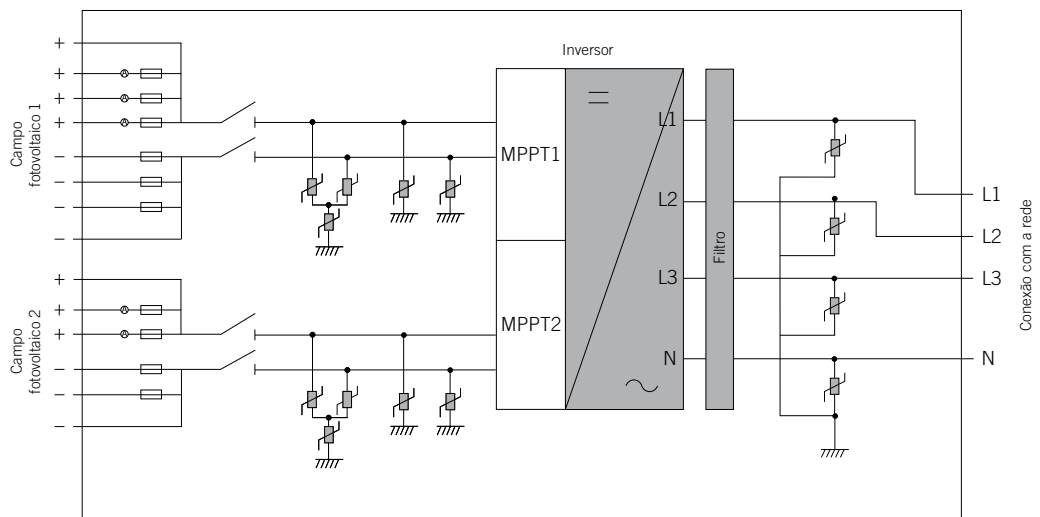 Inversor
+
+
+
+
−
−
−
−
Campo
fotovoltaico 1
+
+
+
−
−
−
Campo
fotovoltaico 2
MPPT1
MPPT2
L1
L2
L3
N
Filtro
L1
L2
L3
N
Conexão com a rede